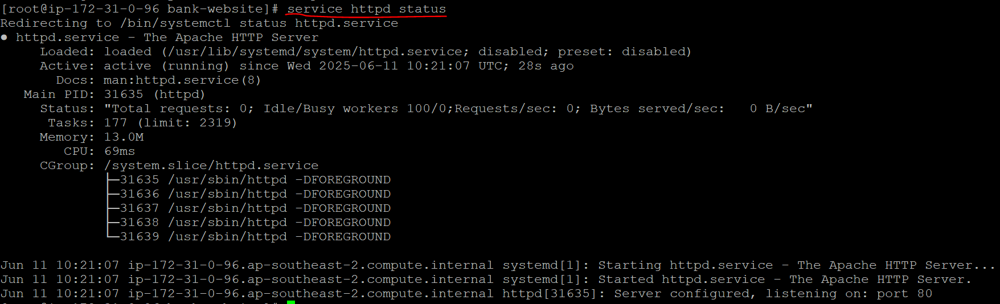 [root@ip-172-31-0-96 bank-website]# service httpd status
Redirecting to /bin/systemctl status httpd.service
● httpd.service - The Apache HTTP Server
Loaded: loaded (/usr/lib/systemd/system/httpd.service; disabled; preset: disabled)
Active: active (running) since Wed 2025-06-11 10:21:07 UTC; 28s ago
Docs: man:httpd.service(8)
Main PID: 31635 (httpd)
Status: "Total requests: 0; Idle/Busy workers 100/0;Requests/sec: 0; Bytes served/sec:   0 B/sec"
Tasks: 177 (limit: 2319)
Memory: 13.0M
CPU: 69ms
CGroup: /system.slice/httpd.service
├─31635 /usr/sbin/httpd -DFOREGROUND
├─31636 /usr/sbin/httpd -DFOREGROUND
├─31637 /usr/sbin/httpd -DFOREGROUND
├─31638 /usr/sbin/httpd -DFOREGROUND
└─31639 /usr/sbin/httpd -DFOREGROUND
Jun 11 10:21:07 ip-172-31-0-96.ap-southeast-2.compute.internal systemd[1]: Starting httpd.service - The Apache HTTP Server...
Jun 11 10:21:07 ip-172-31-0-96.ap-southeast-2.compute.internal systemd[1]: Started httpd.service - The Apache HTTP Server.
Jun 11 10:21:07 ip-172-31-0-96.ap-southeast-2.compute.internal httpd[31635]: Server configured, listening on: port 80